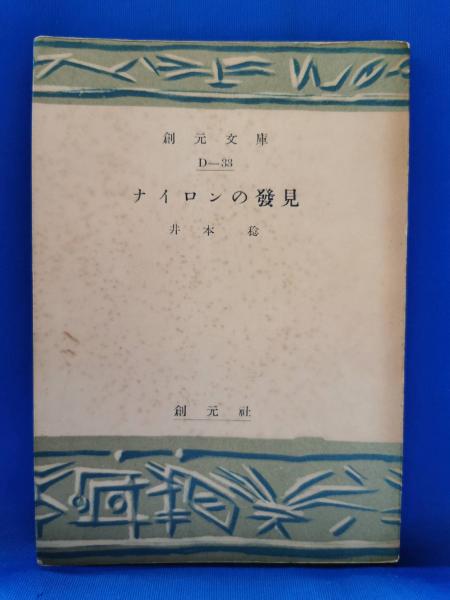 創元文庫
D—33
ナイロンの發見
井本稔
創元社